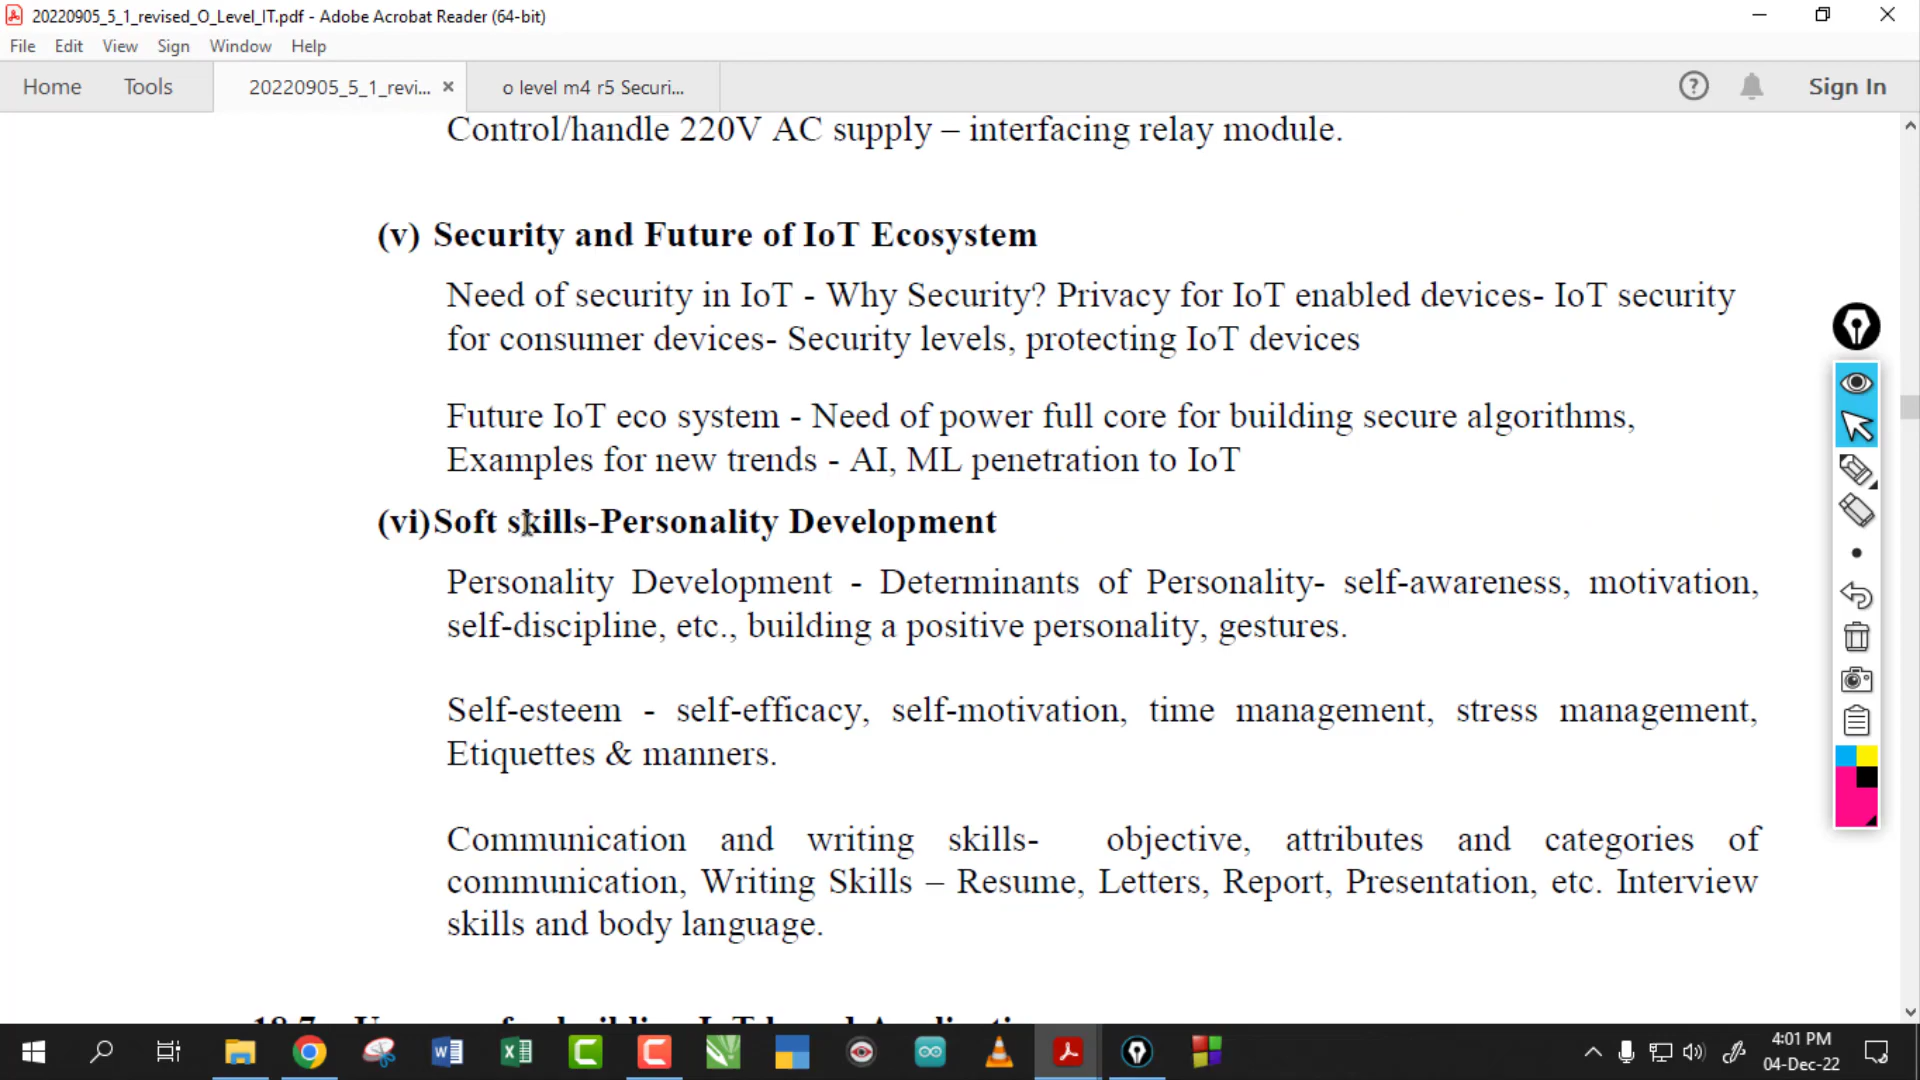 20220905_5_1_revised_O_Level_IT.pdf - Adobe Acrobat Reader (64-bit)
File Edit View Sign Window Help
Home Tools 20220905_5_1_revi... × o level m4 r5 Securi... Sign In
Control/handle 220V AC supply – interfacing relay module.
(v) Security and Future of IoT Ecosystem
Need of security in IoT - Why Security? Privacy for IoT enabled devices- IoT security
for consumer devices- Security levels, protecting IoT devices
Future IoT eco system - Need of power full core for building secure algorithms,
Examples for new trends - AI, ML penetration to IoT
(vi)Soft skills-Personality Development
Personality Development - Determinants of Personality- self-awareness, motivation,
self-discipline, etc., building a positive personality, gestures.
Self-esteem - self-efficacy, self-motivation, time management, stress management,
Etiquettes & manners.
Communication and writing skills- objective, attributes and categories of
communication, Writing Skills – Resume, Letters, Report, Presentation, etc. Interview
skills and body language.
4:01 PM
04-Dec-22